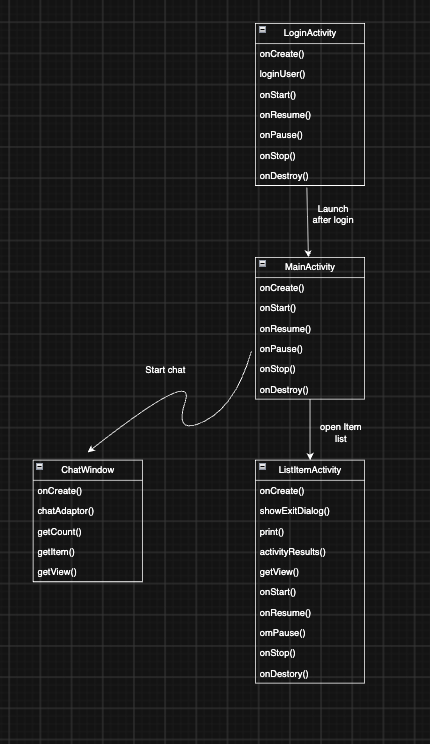 LoginActivity
onCreate()
loginUser()
onStart()
onResume()
onPause()
onStop()
onDestroy()
Launch
after login
MainActivity
onCreate()
onStart()
onResume()
onPause()
onStop()
onDestroy()
Start chat
open Item
list
ChatWindow
onCreate()
chatAdaptor()
getCount()
getItem()
getView()
ListItemActivity
onCreate()
showExitDialog()
print()
activityResults()
getView()
onStart()
onResume()
omPause()
onStop()
onDestory()